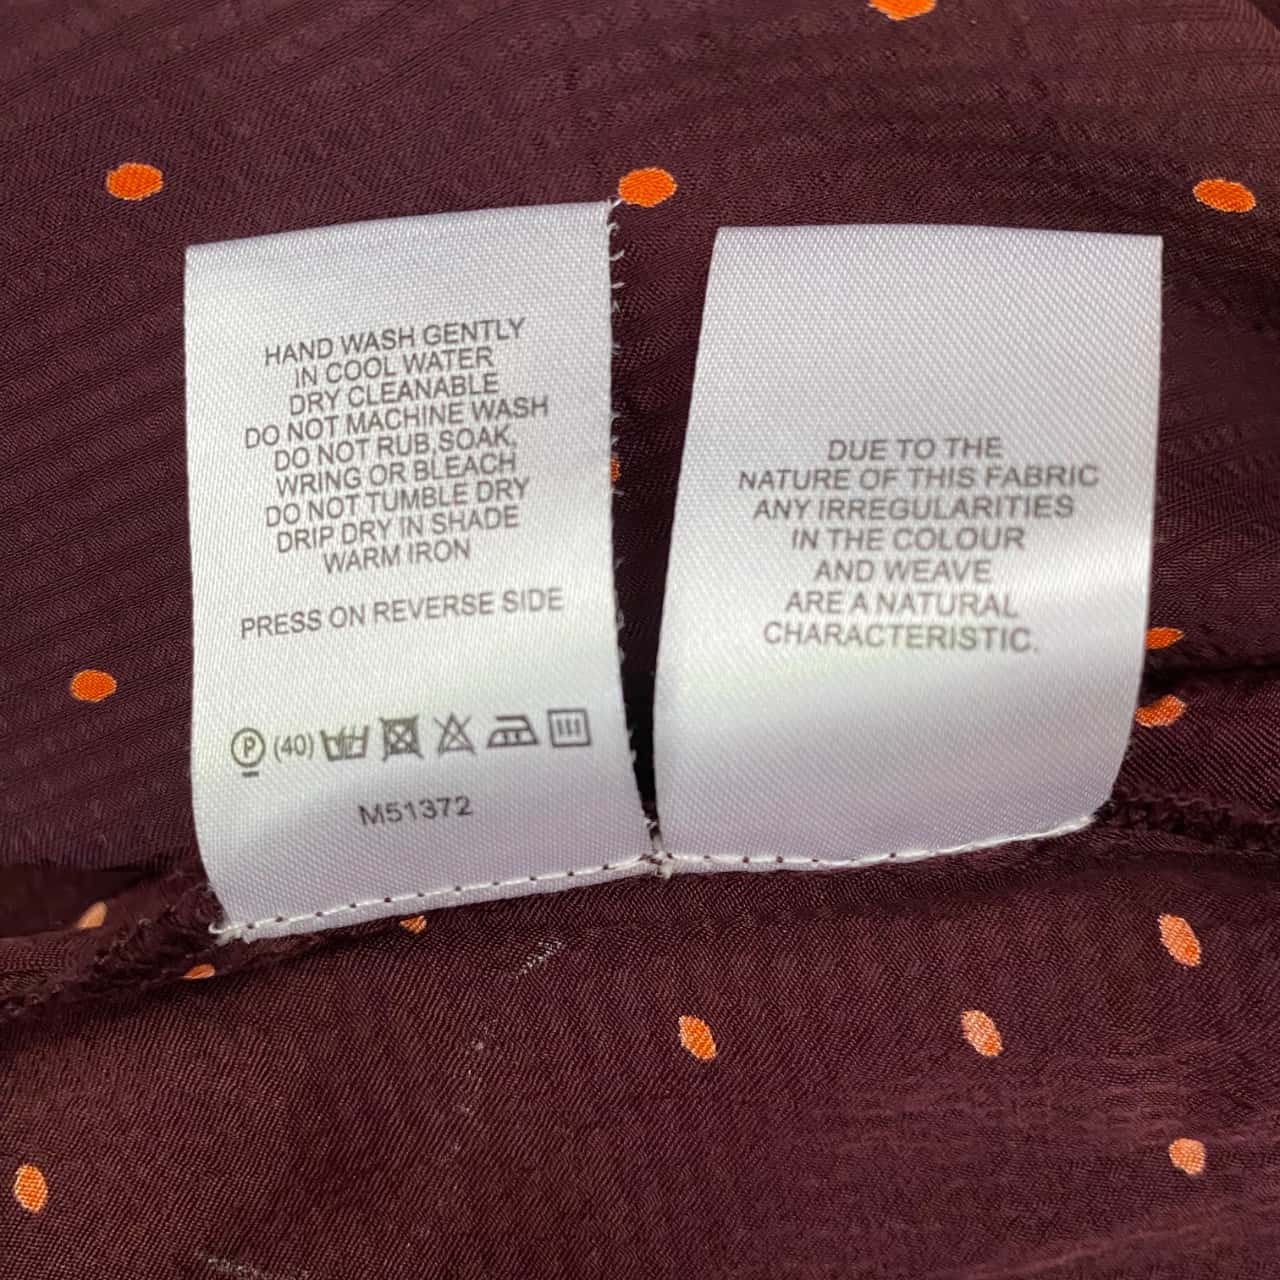 HAND WASH GENTLY
IN COOL WATER
DRY CLEANABLE
DO NOT MACHINE WASH
DO NOT RUB,SOAK,
WRING OR BLEACH
DO NOT TUMBLE DRY
DRIP DRY IN SHADE
WARM IRON
PRESS ON REVERSE SIDE
P (40)
M51372
DUE TO THE
NATURE OF THIS FABRIC
ANY IRREGULARITIES
IN THE COLOUR
AND WEAVE
ARE A NATURAL
CHARACTERISTIC.